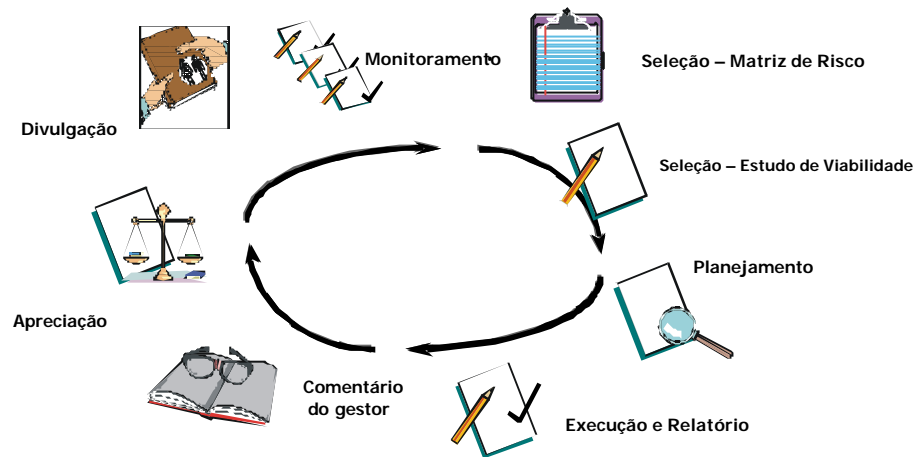 Monitoramento
Seleção – Matriz de Risco
Divulgação
Seleção – Estudo de Viabilidade
Planejamento
Apreciação
Comentário
do gestor
Execução e Relatório